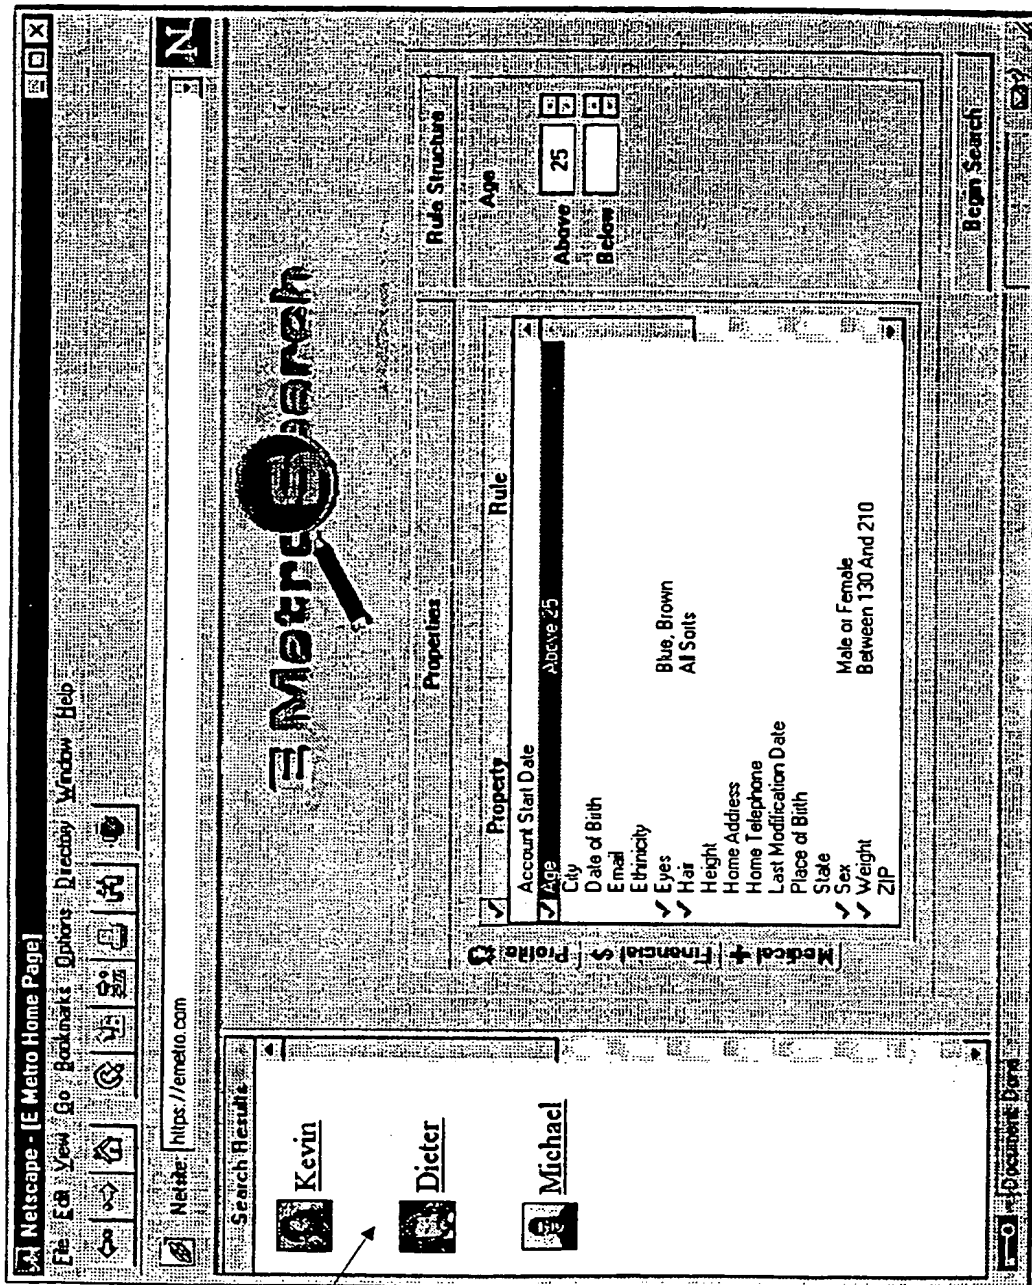 Netscape - [E Metro Home Page]
File Edit View Go Bookmarks Options Directory Window Help
Netsite: https://emetro.com
N
Search Results
Kevin
Dieter
Michael
E Metro Search
Properties
Rule Structure
Profile
Financial $
Medical
Property Rule
Account Start Date
Age Above 25
City
Date of Birth
Email
Ethinicity
Eyes Blue, Brown
Hair All Sorts
Height
Home Address
Home Telephone
Last Modification Date
Place of Birth
State
Sex Male or Female
Weight Between 130 And 210
ZIP
Age
Above 25
Below
Begin Search
Document: Done